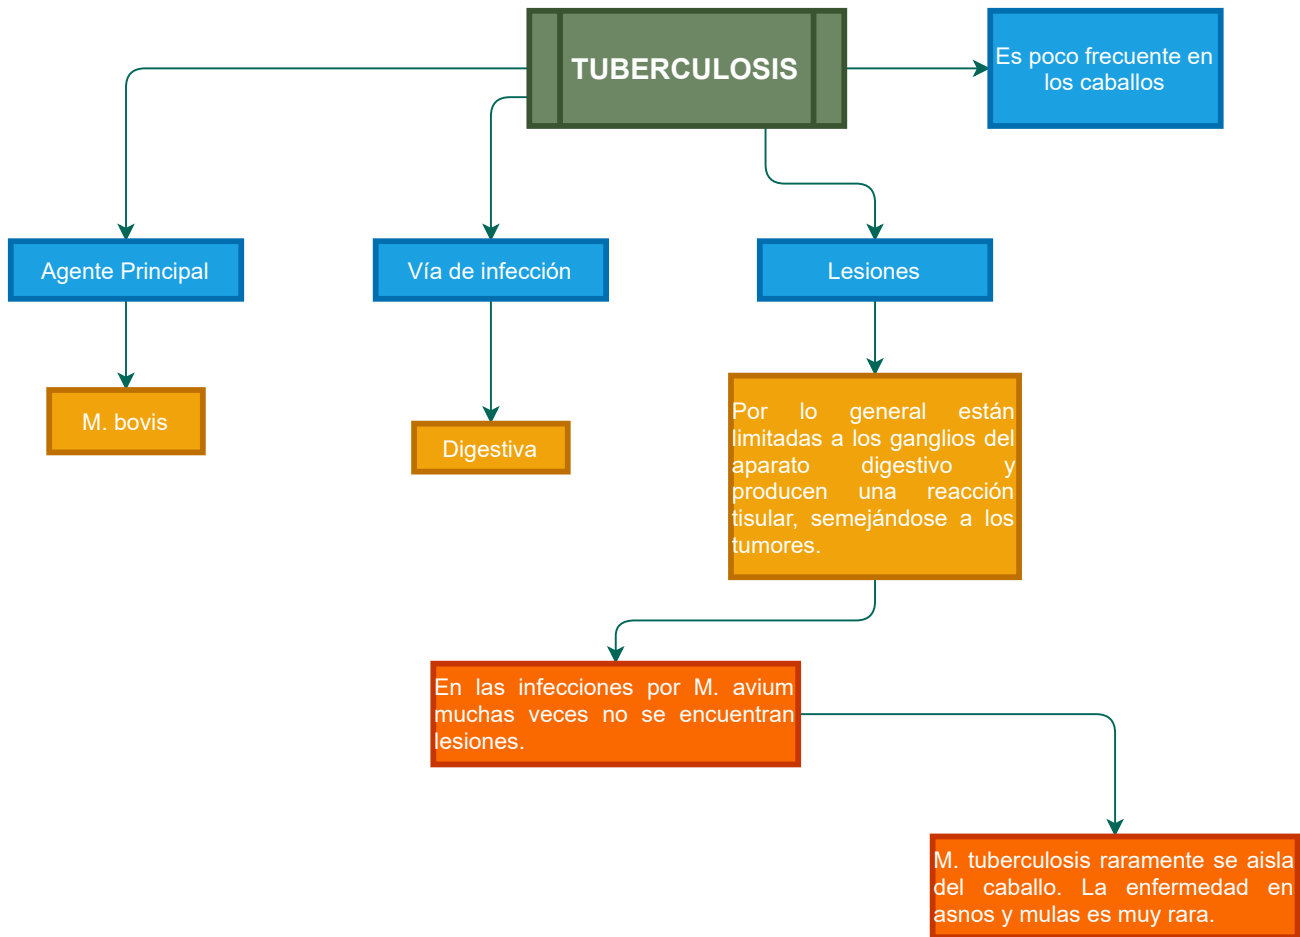 TUBERCULOSIS
Es poco frecuente en
los caballos
Agente Principal
Vía de infección
Lesiones
M. bovis
Digestiva
Por lo general están
limitadas a los ganglios del
aparato digestivo y
producen una reacción
tisular, semejándose a los
tumores.
En las infecciones por M. avium
muchas veces no se encuentran
lesiones.
M. tuberculosis raramente se aisla
del caballo. La enfermedad en
asnos y mulas es muy rara.